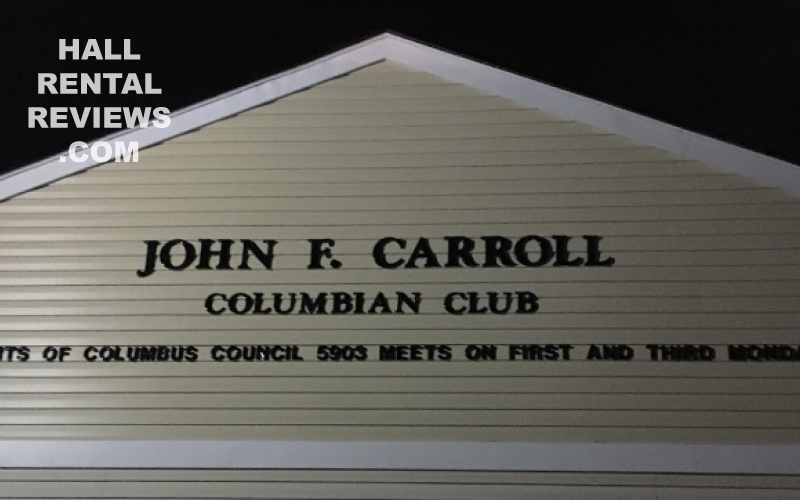 HALL
RENTAL
REVIEWS
.COM
JOHN F. CARROLL
COLUMBIAN CLUB
OF COLUMBUS COUNCIL 5903 MEETS ON FIRST AND THIRD